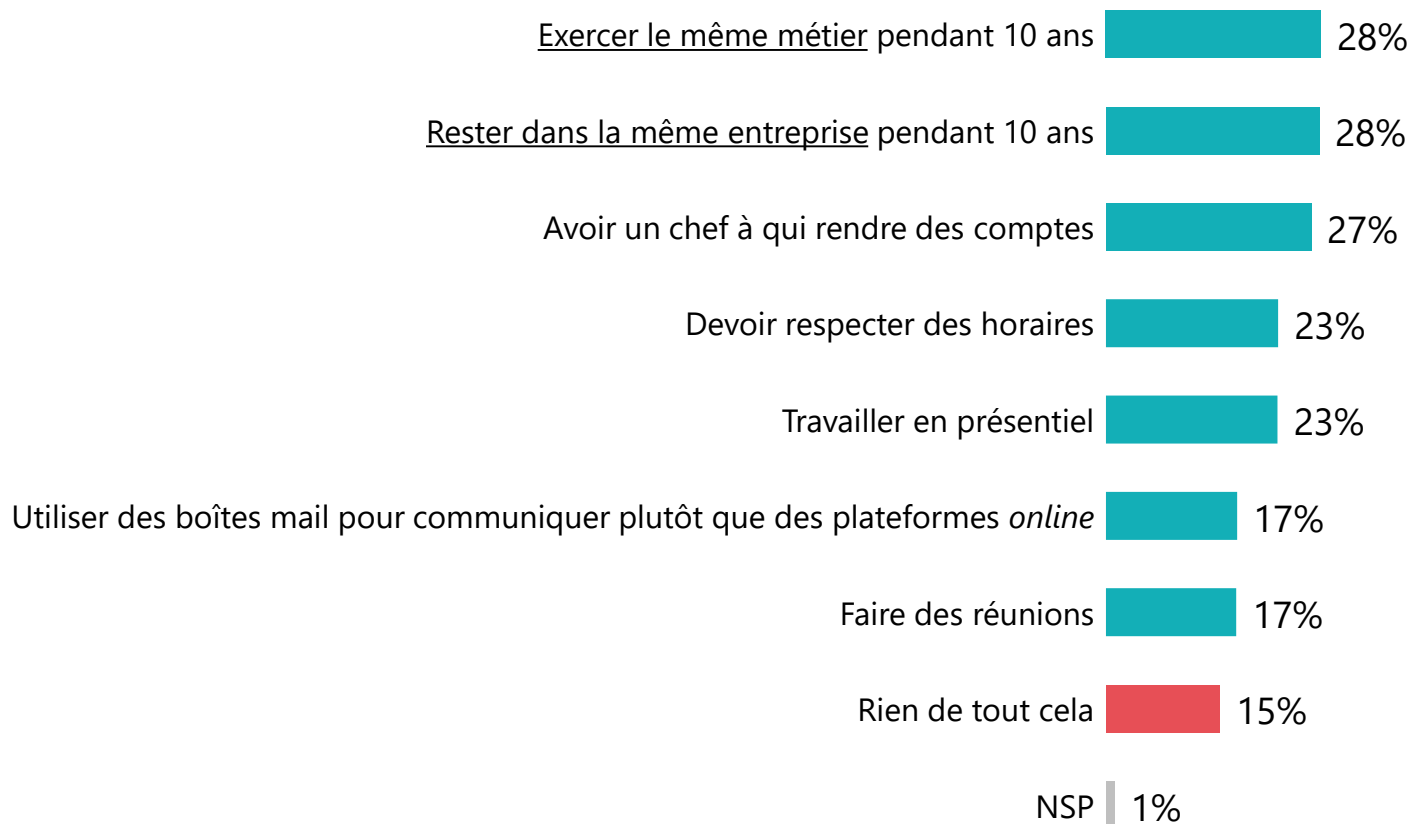 Exercer le même métier pendant 10 ans 28%
Rester dans la même entreprise pendant 10 ans 28%
Avoir un chef à qui rendre des comptes 27%
Devoir respecter des horaires 23%
Travailler en présentiel 23%
Utiliser des boîtes mail pour communiquer plutôt que des plateformes online 17%
Faire des réunions 17%
Rien de tout cela 15%
NSP 1%